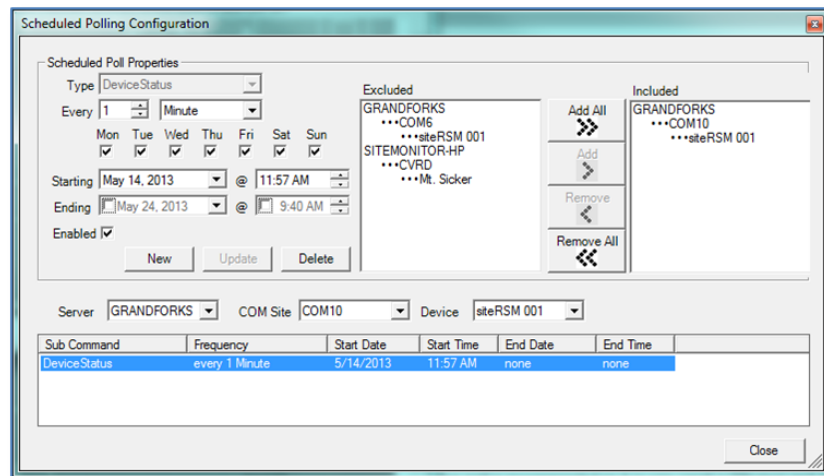 Scheduled Polling Configuration
Scheduled Poll Properties
Type DeviceStatus
Every 1 Minute
Mon Tue Wed Thu Fri Sat Sun
Starting May 14, 2013 @ 11:57 AM
Ending May 24, 2013 @ 9:40 AM
Enabled
New Update Delete
Excluded
GRANDFORKS
•••COM6
•••siteRSM 001
SITEMONITOR-HP
•••CVRD
•••Mt. Sicker
Add All
Add
Remove
Remove All
Included
GRANDFORKS
•••COM10
•••siteRSM 001
Server GRANDFORKS COM Site COM10 Device siteRSM 001
Sub Command Frequency Start Date Start Time End Date End Time
DeviceStatus every 1 Minute 5/14/2013 11:57 AM none none
Close